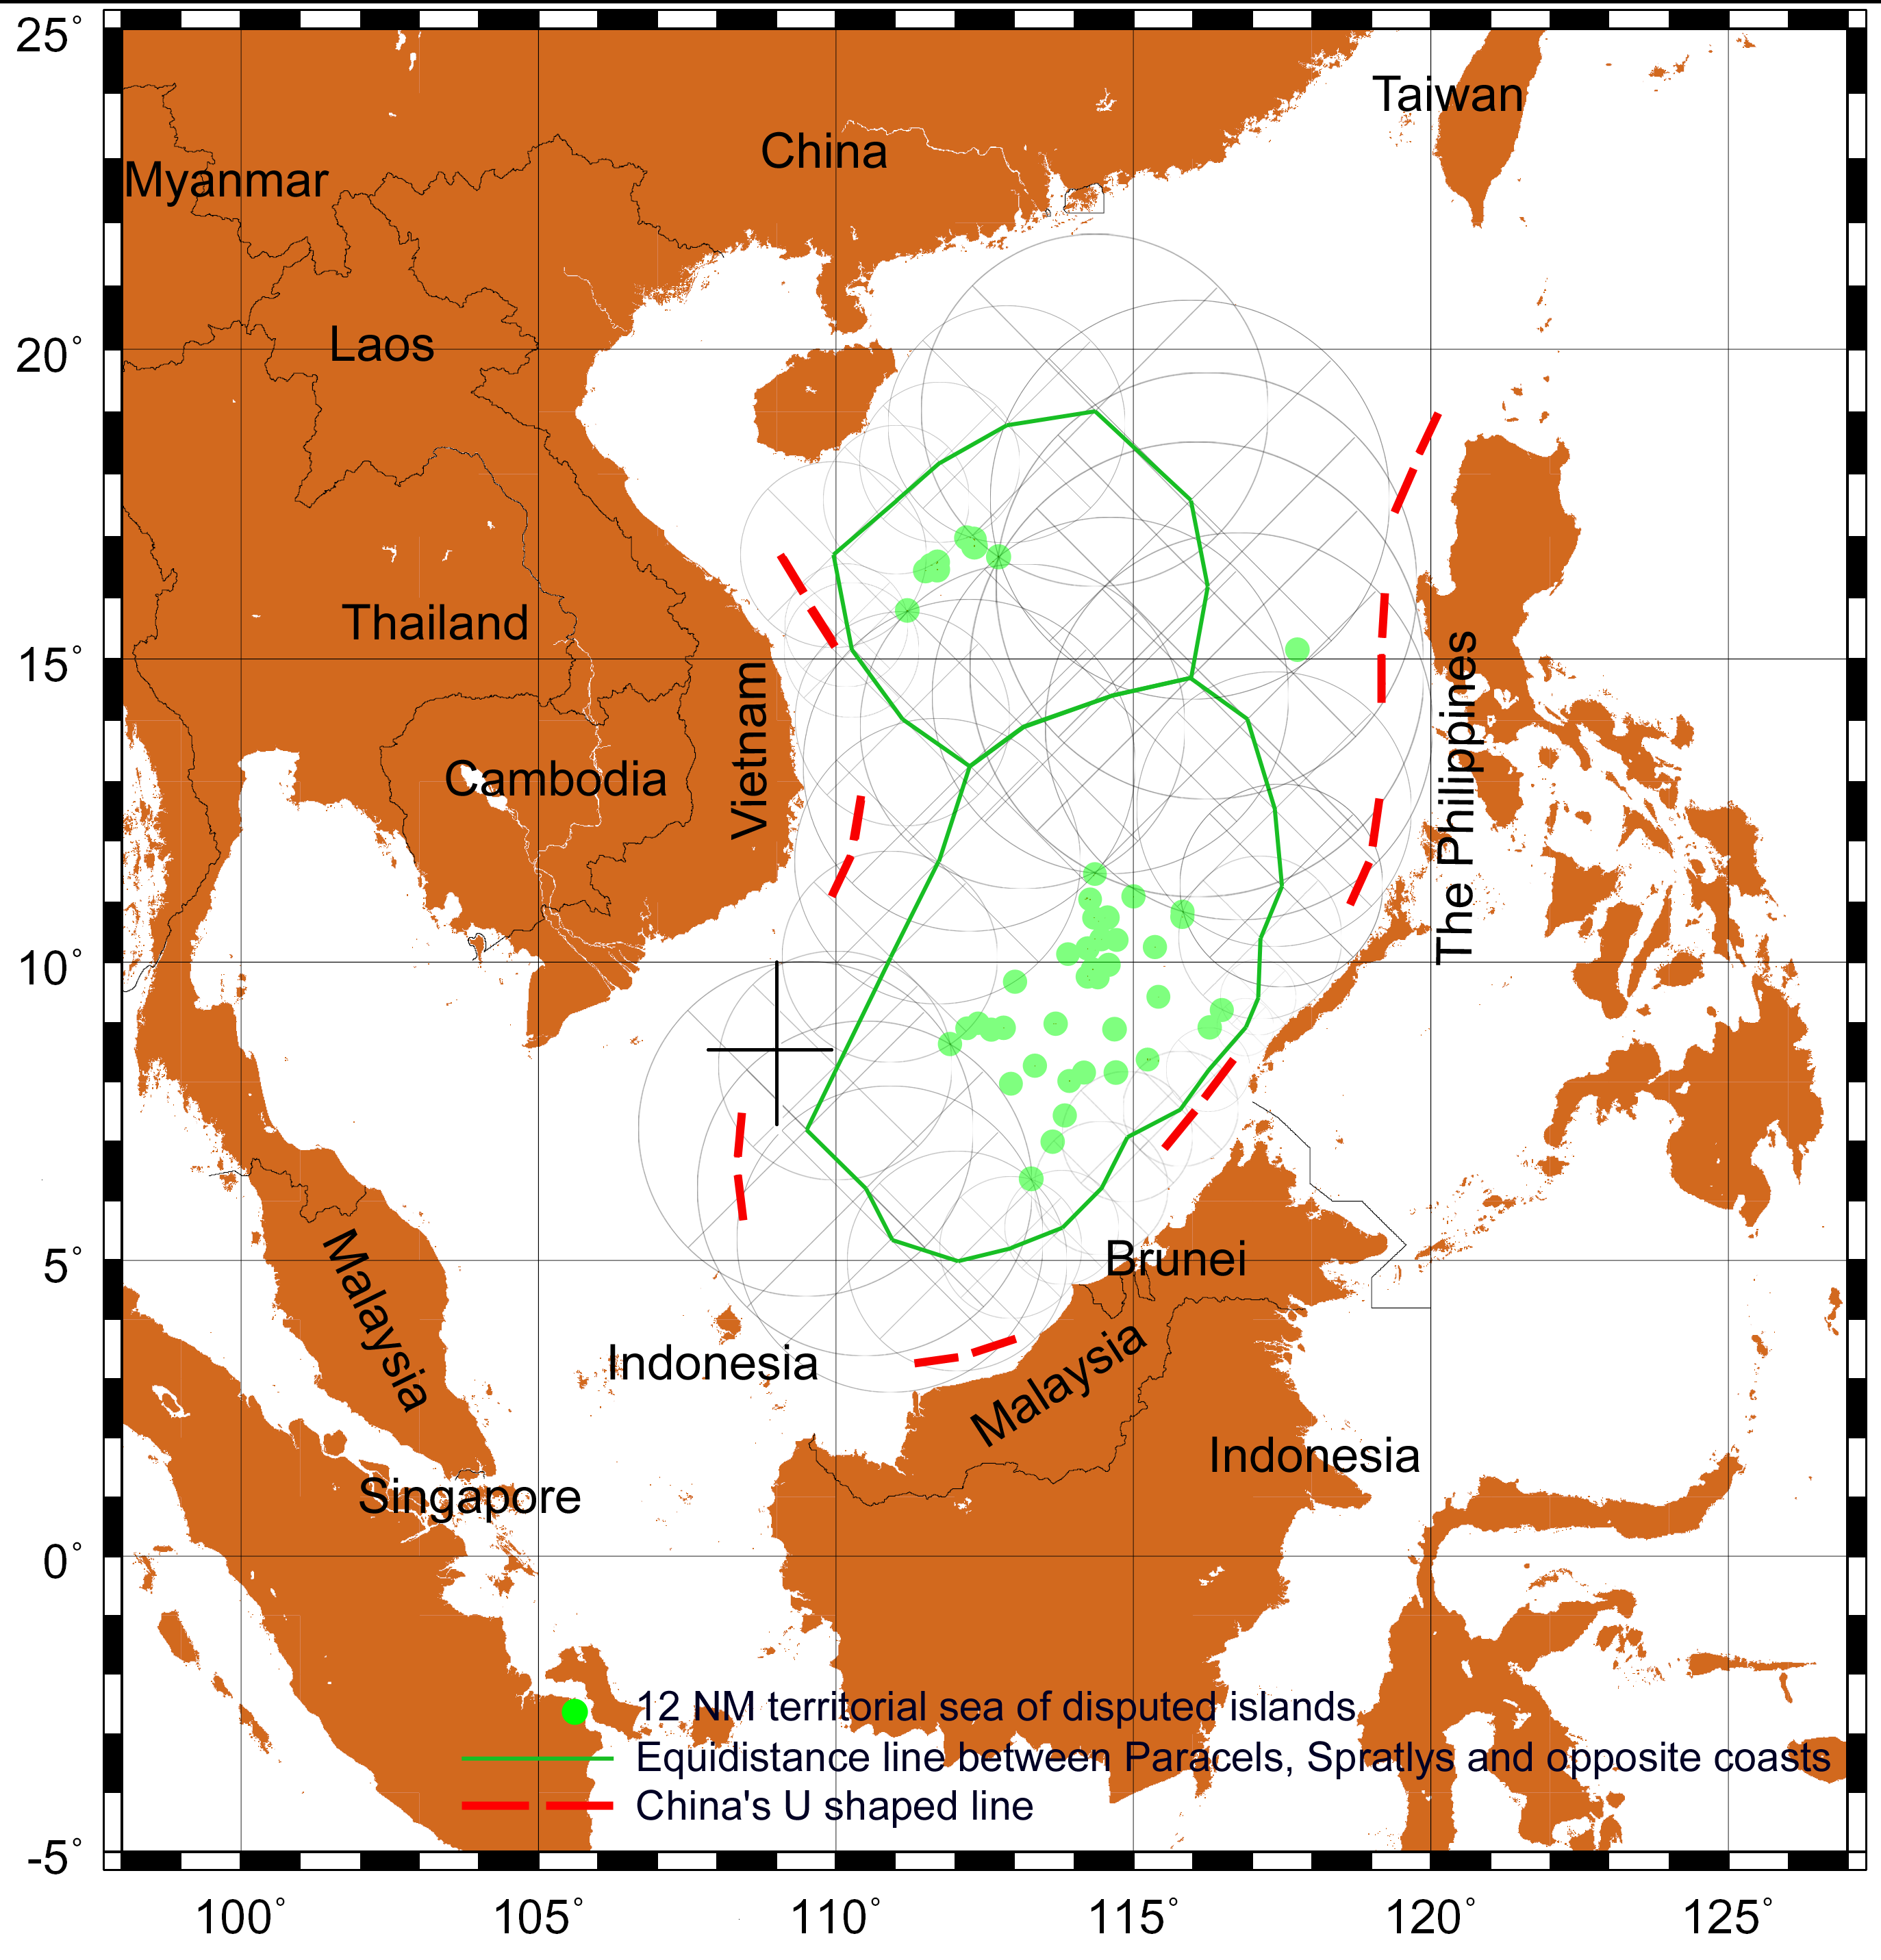 25°
Taiwan
China
Myanmar
20°
Laos
Thailand
15°
Vietnam
The Philippines
Cambodia
10°
5°
Brunei
Malaysia
Indonesia
Malaysia
Indonesia
Singapore
0°
12 NM territorial sea of disputed islands
Equidistance line between Paracels, Spratlys and opposite coasts
China's U shaped line
-5°
100° 105° 110° 115° 120° 125°